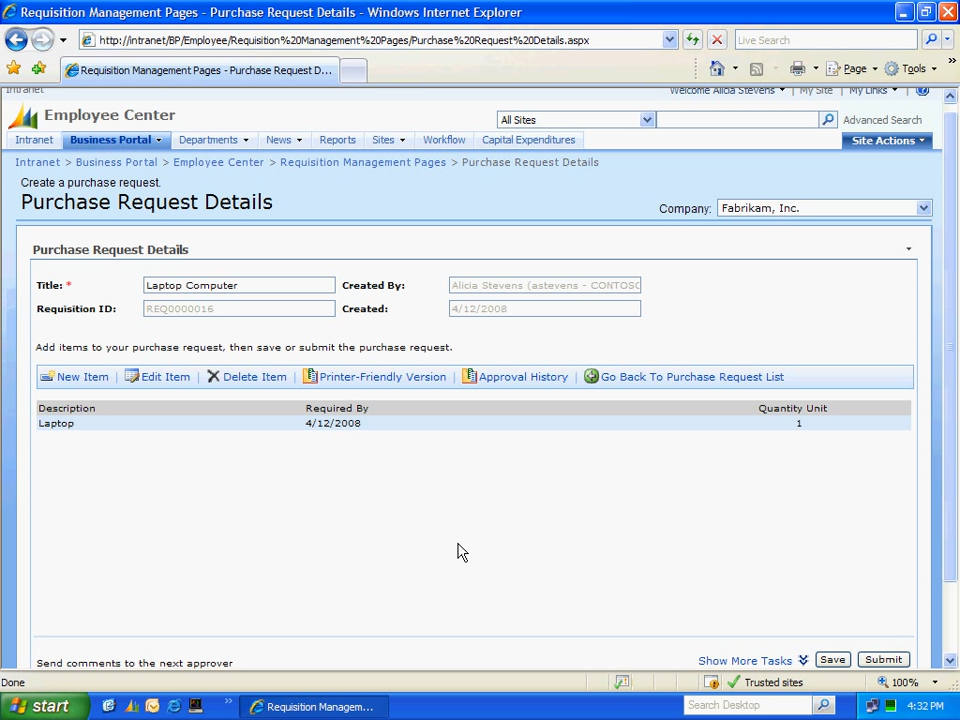 Requisition Management Pages - Purchase Request Details - Windows Internet Explorer
http://intranet/BP/Employee/Requisition%20Management%20Pages/Purchase%20Request%20Details.aspx
Live Search
Requisition Management Pages - Purchase Request D...
Page
Tools
Intranet
Welcome Alicia Stevens
My Site
My Links
Employee Center
All Sites
Advanced Search
Intranet
Business Portal
Departments
News
Reports
Sites
Workflow
Capital Expenditures
Site Actions
Intranet > Business Portal > Employee Center > Requisition Management Pages > Purchase Request Details
Create a purchase request.
Purchase Request Details
Company: Fabrikam, Inc.
Purchase Request Details
Title: * Laptop Computer Created By: Alicia Stevens (astevens - CONTOSO
Requisition ID: REQ0000016 Created: 4/12/2008
Add items to your purchase request, then save or submit the purchase request.
New Item | Edit Item | Delete Item | Printer-Friendly Version | Approval History | Go Back To Purchase Request List
Description Required By Quantity Unit
Laptop 4/12/2008 1
Send comments to the next approver
Show More Tasks
Save
Submit
Done
Trusted sites
100%
start
Requisition Managem...
Search Desktop
4:32 PM